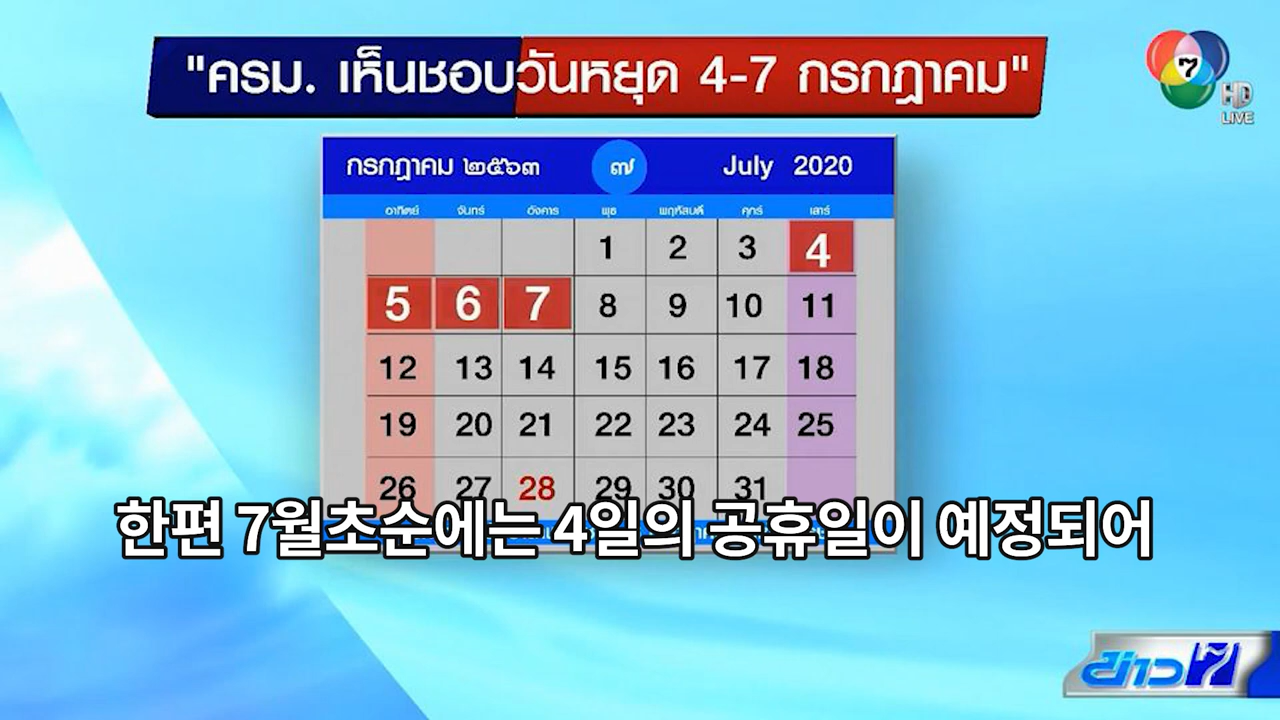 "ครม. เห็นชอบวันหยุด 4-7 กรกฎาคม"
7
HD
LIVE
กรกฎาคม ๒๕๖๓ ๗ July 2020
อาทิตย์ จันทร์ อังคาร พุธ พฤหัสบดี ศุกร์ เสาร์
1 2 3 4
5 6 7 8 9 10 11
12 13 14 15 16 17 18
19 20 21 22 23 24 25
26 27 28 29 30 31
한편 7월초순에는 4일의 공휴일이 예정되어
ข่าว 7